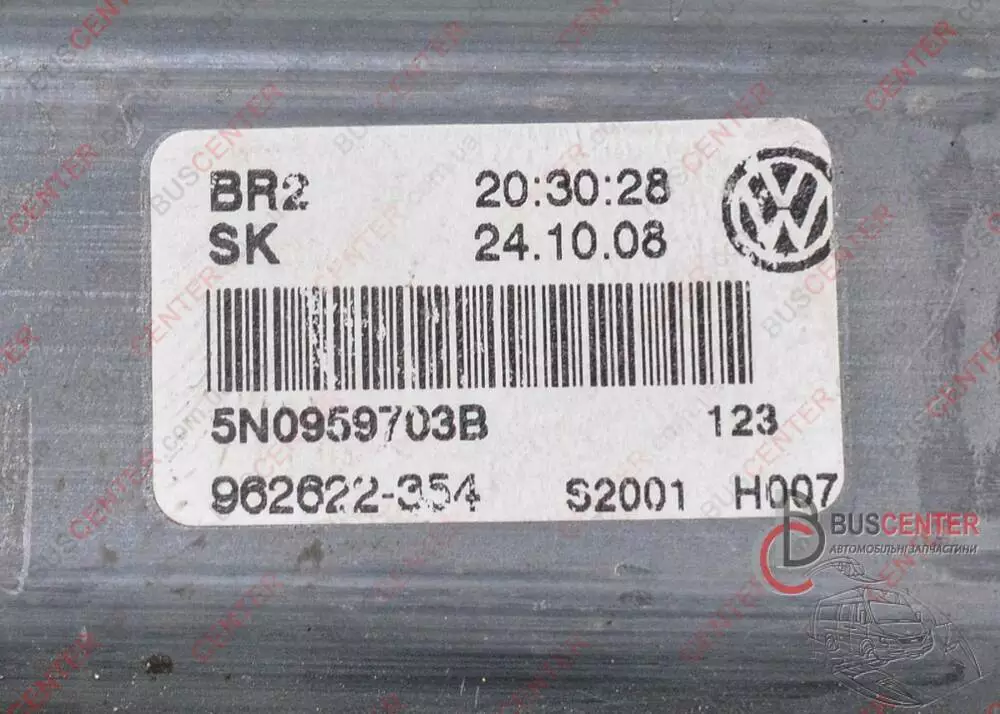 BR2 20:30:28
SK 24.10.08
5N0959703B 123
962622-354 S2001 H007
BUSCENTER
АВТОМОБІЛЬНІ ЗАПЧАСТИНИ